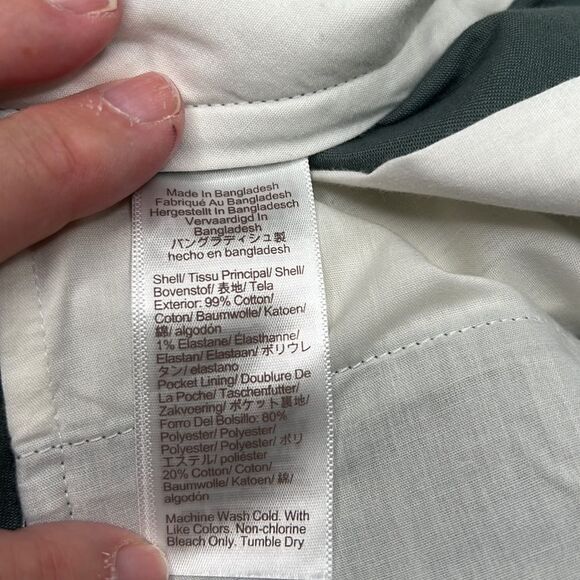 Made In Bangladesh
Fabriqué Au Bangladesh
Hergestellt In Bangladesch
Vervaardigd In
Bangladesh
バングラディシュ製
hecho en bangladesh
Shell/ Tissu Principal/ Shell/
Bovenstof/ 表地/ Tela
Exterior: 99% Cotton/
Coton/ Baumwolle/ Katoen/
綿/ algodón
1% Elastane/ Élasthanne/
Elastan/ Elastaan/ ポリウレ
タン/ elastano
Pocket Lining/ Doublure De
La Poche/ Taschenfutter/
Zakvoering/ ポケット裏地/
Forro Del Bolsillo: 80%
Polyester/ Polyester/
Polyester/ Polyester/ ポリ
エステル/ poliéster
20% Cotton/ Coton/
Baumwolle/ Katoen/ 綿/
algodón
Machine Wash Cold. With
Like Colors. Non-chlorine
Bleach Only. Tumble Dry